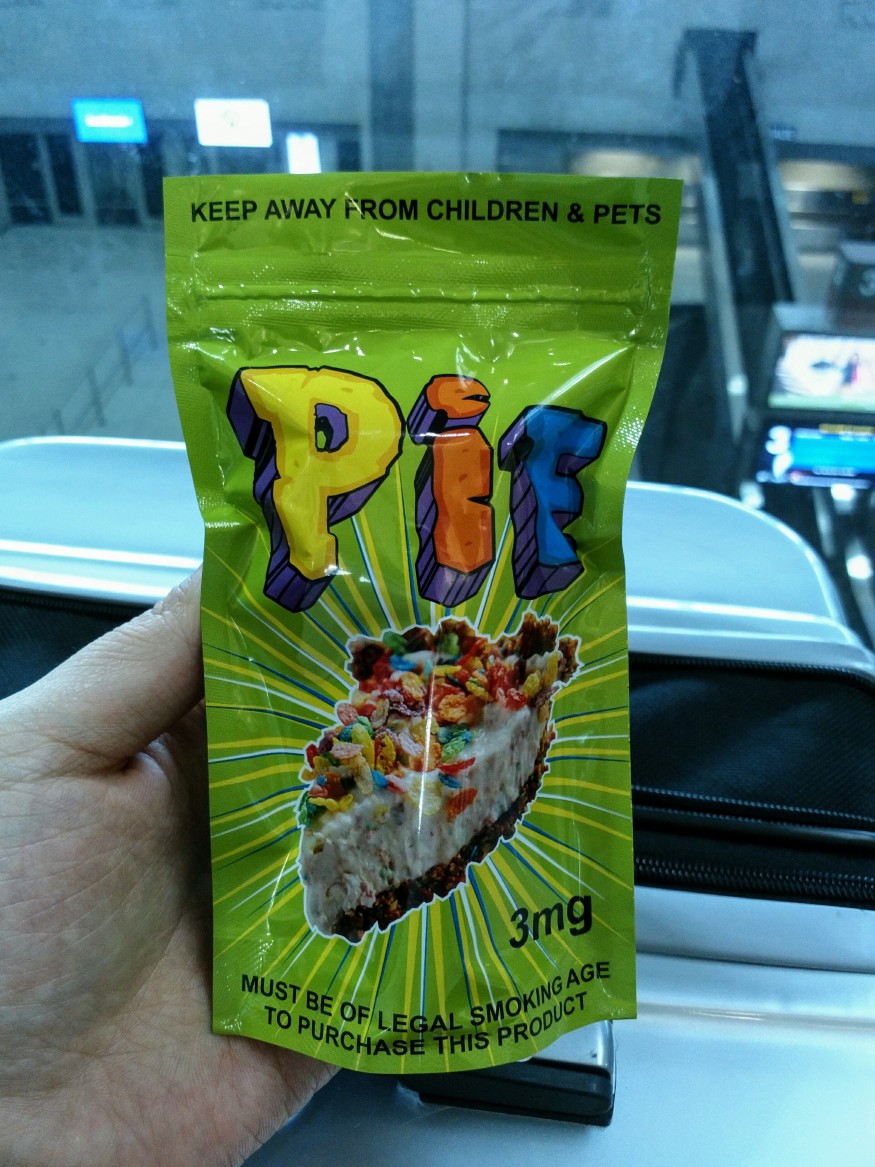 KEEP AWAY FROM CHILDREN & PETS
PiE
3mg
MUST BE OF LEGAL SMOKING AGE
TO PURCHASE THIS PRODUCT